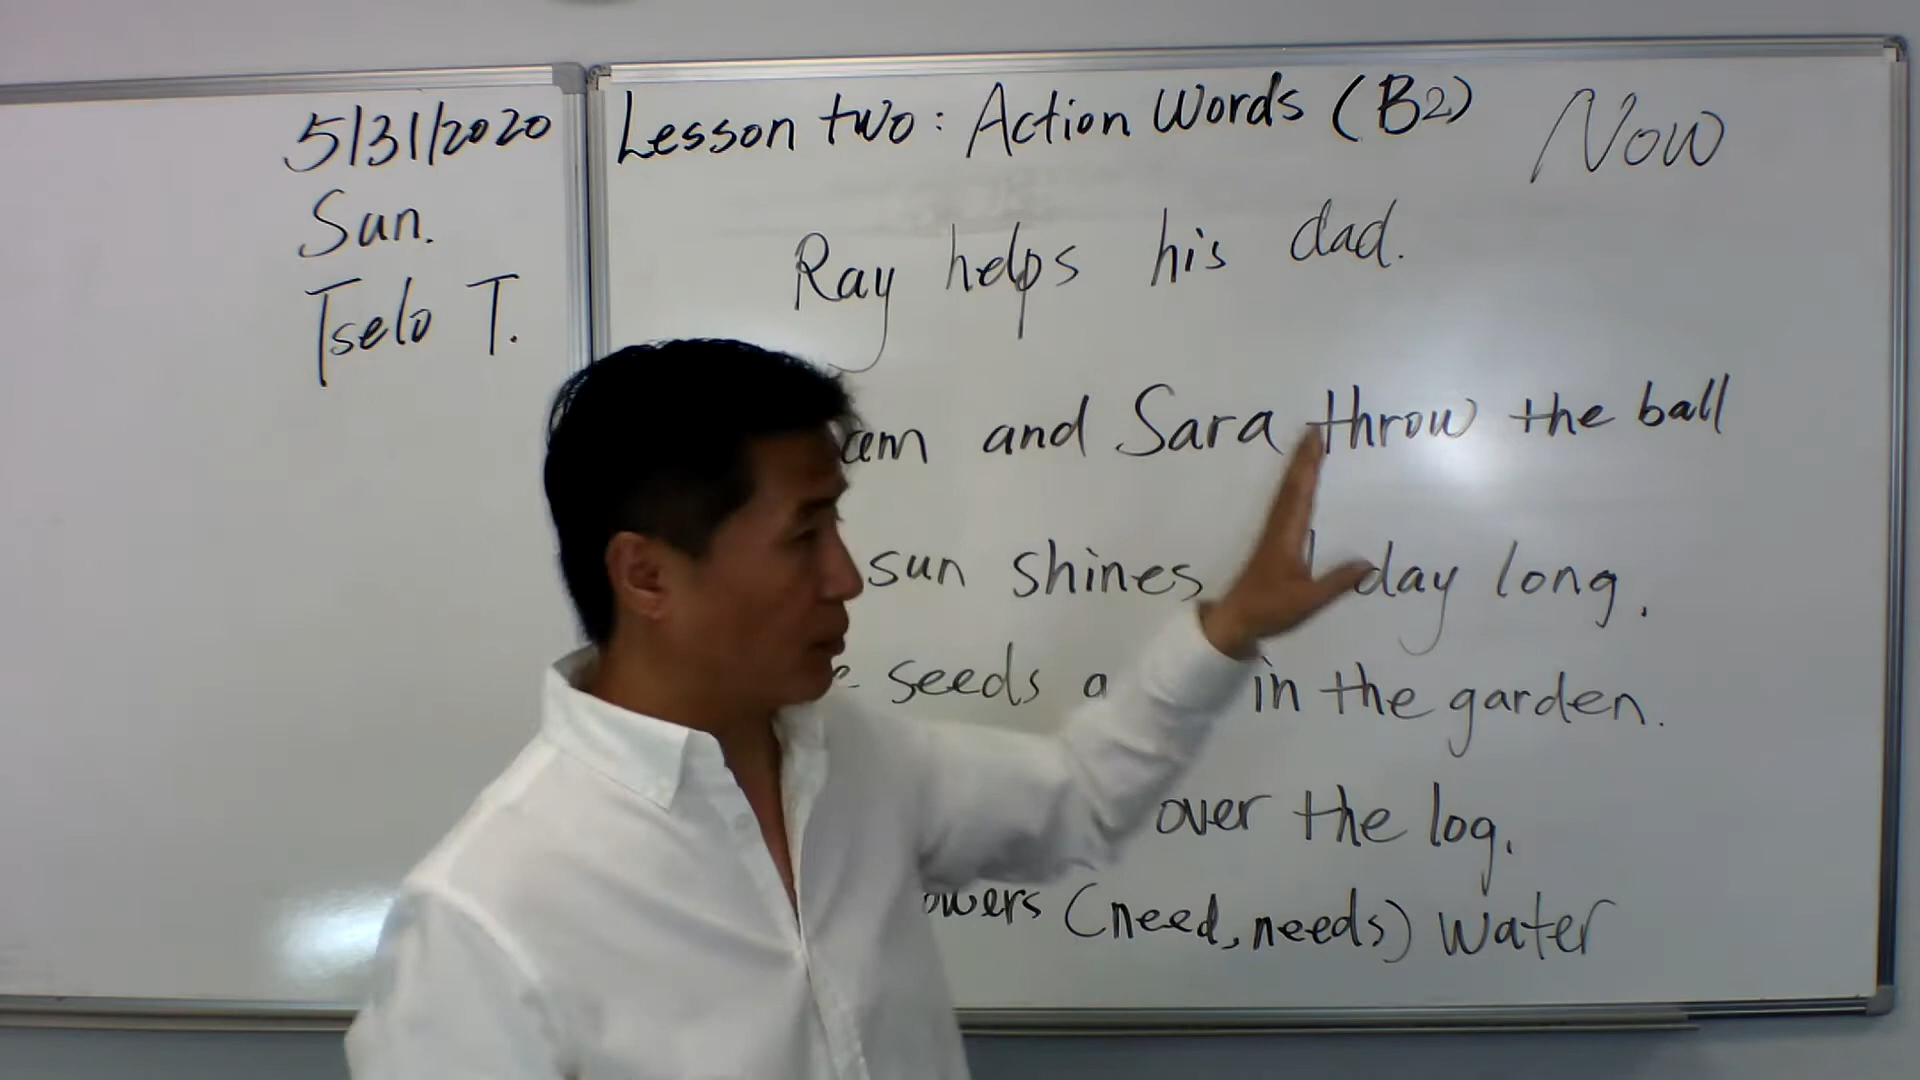 5/31/2020
Sun.
Tselo T.
Lesson two: Action Words (B2)
Now
Ray helps his dad.
and Sara throw the ball
sun shines day long.
seeds in the garden.
over the log.
(need, needs) water